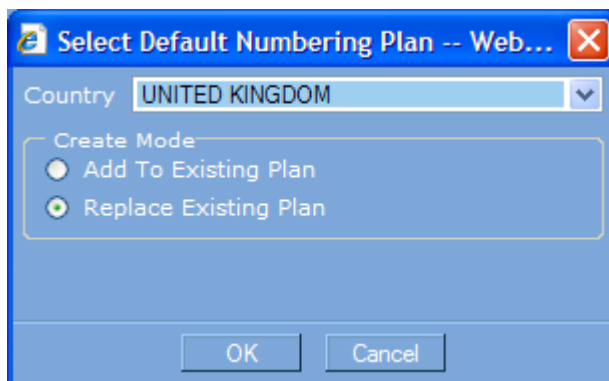 Select Default Numbering Plan -- Web...
Country UNITED KINGDOM
Create Mode
Add To Existing Plan
Replace Existing Plan
OK Cancel